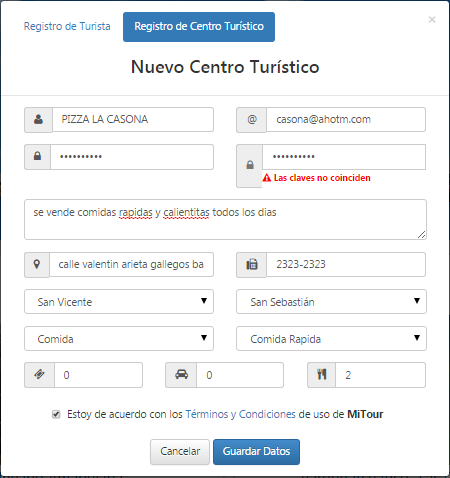 Registro de Turista Registro de Centro Turístico ×
Nuevo Centro Turístico
PIZZA LA CASONA @ casona@ahotm.com
•••••••••• ••••••••••
Las claves no coinciden
se vende comidas rapidas y calientitas todos los dias
calle valentin arieta gallegos ba 2323-2323
San Vicente San Sebastián
Comida Comida Rapida
0 0 2
Estoy de acuerdo con los Términos y Condiciones de uso de MiTour
Cancelar Guardar Datos